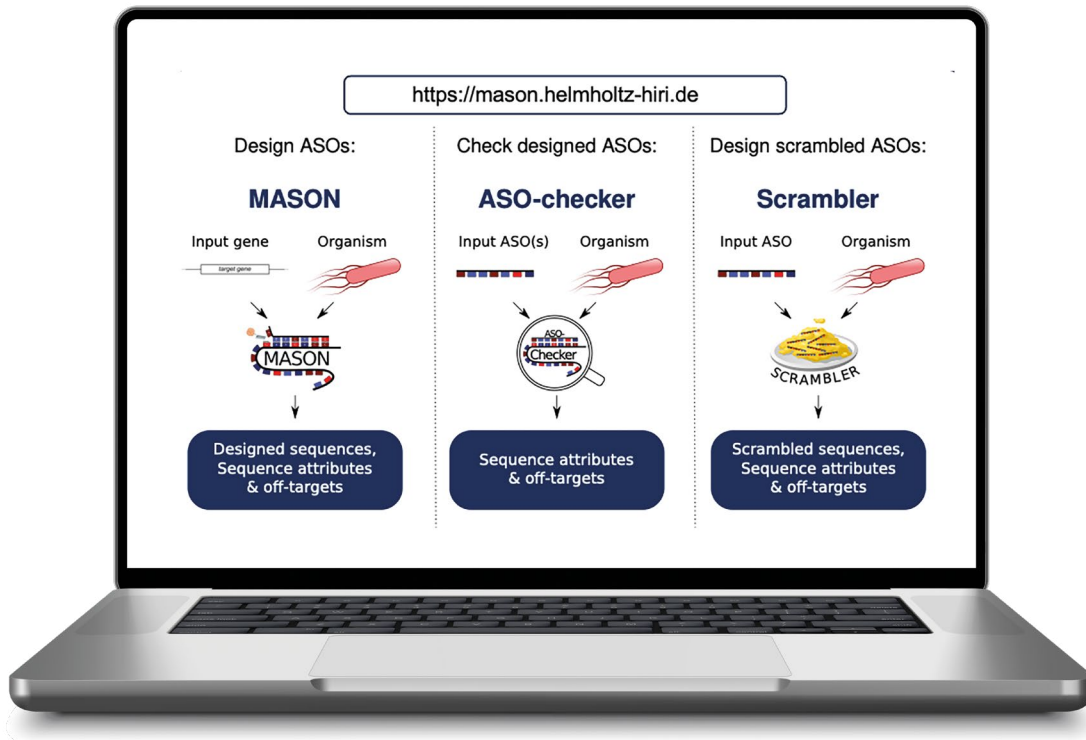 https://mason.helmholtz-hiri.de
Design ASOs:
MASON
Input gene
Organism
target gene
MASON
Designed sequences,
Sequence attributes
& off-targets
Check designed ASOs:
ASO-checker
Input ASO(s)
Organism
ASO-
Checker
Sequence attributes
& off-targets
Design scrambled ASOs:
Scrambler
Input ASO
Organism
SCRAMBLER
Scrambled sequences,
Sequence attributes
& off-targets